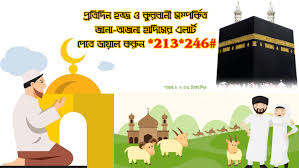 প্রতিদিন হজ্ব ও কুরবানী সম্পর্কিত
জানা-অজানা হাদিসের এলার্ট
পেতে ডায়াল করুন *213*246#